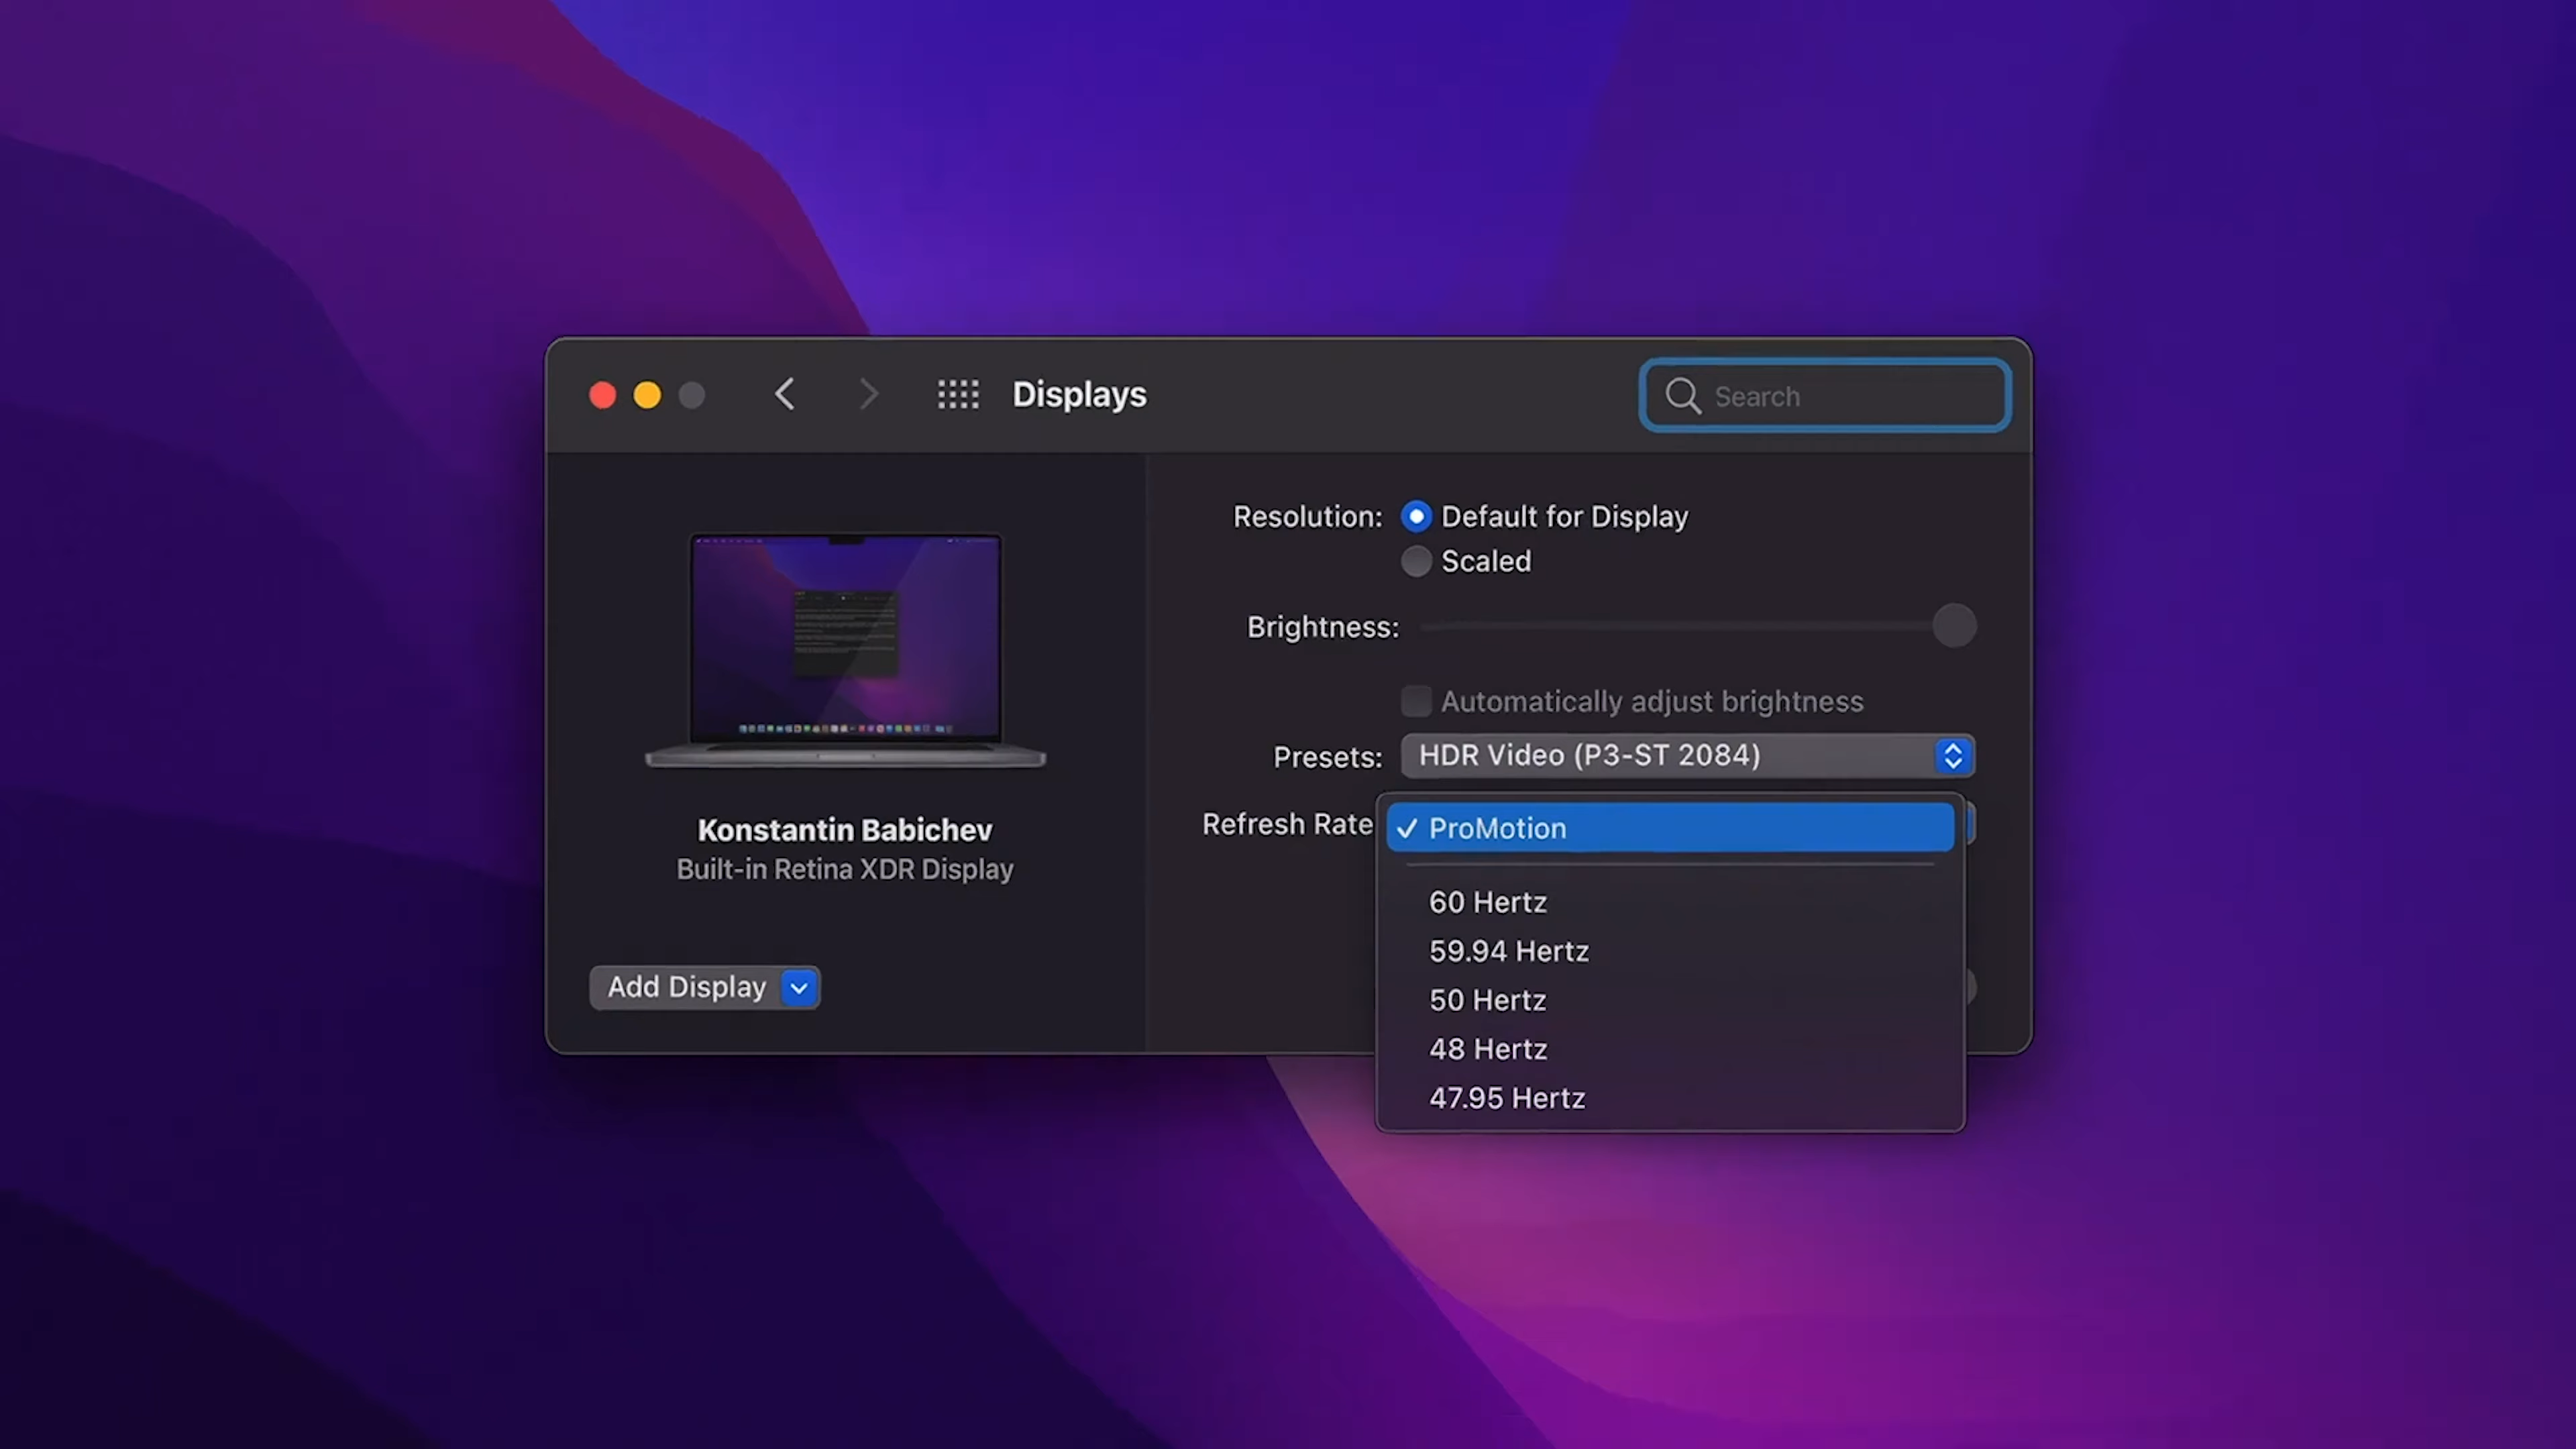 Displays
Search
Resolution: Default for Display
Scaled
Brightness:
Automatically adjust brightness
Presets: HDR Video (P3-ST 2084)
Refresh Rate ProMotion
60 Hertz
59.94 Hertz
50 Hertz
48 Hertz
47.95 Hertz
Konstantin Babichev
Built-in Retina XDR Display
Add Display